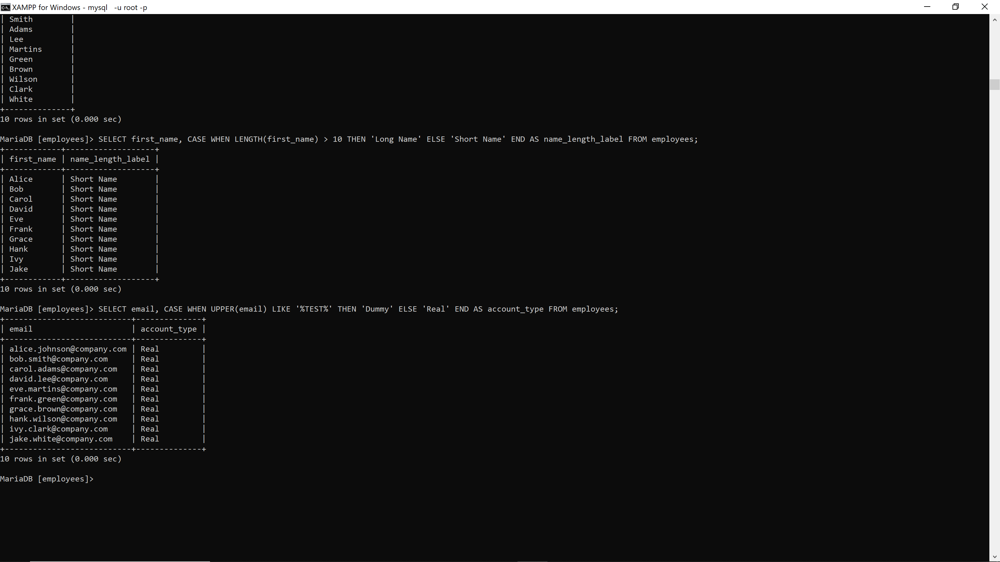 XAMPP for Windows - mysql  -u root -p
| Smith        |
| Adams        |
| Lee          |
| Martins      |
| Green        |
| Brown        |
| Wilson       |
| Clark        |
| White        |
+--------------+
10 rows in set (0.000 sec)

MariaDB [employees]> SELECT first_name, CASE WHEN LENGTH(first_name) > 10 THEN 'Long Name' ELSE 'Short Name' END AS name_length_label FROM employees;
+------------+-------------------+
| first_name | name_length_label |
+------------+-------------------+
| Alice      | Short Name        |
| Bob        | Short Name        |
| Carol      | Short Name        |
| David      | Short Name        |
| Eve        | Short Name        |
| Frank      | Short Name        |
| Grace      | Short Name        |
| Hank       | Short Name        |
| Ivy        | Short Name        |
| Jake       | Short Name        |
+------------+-------------------+
10 rows in set (0.000 sec)

MariaDB [employees]> SELECT email, CASE WHEN UPPER(email) LIKE '%TEST%' THEN 'Dummy' ELSE 'Real' END AS account_type FROM employees;
+---------------------------+--------------+
| email                     | account_type |
+---------------------------+--------------+
| alice.johnson@company.com | Real         |
| bob.smith@company.com     | Real         |
| carol.adams@company.com   | Real         |
| david.lee@company.com     | Real         |
| eve.martins@company.com   | Real         |
| frank.green@company.com   | Real         |
| grace.brown@company.com   | Real         |
| hank.wilson@company.com   | Real         |
| ivy.clark@company.com     | Real         |
| jake.white@company.com    | Real         |
+---------------------------+--------------+
10 rows in set (0.000 sec)

MariaDB [employees]>